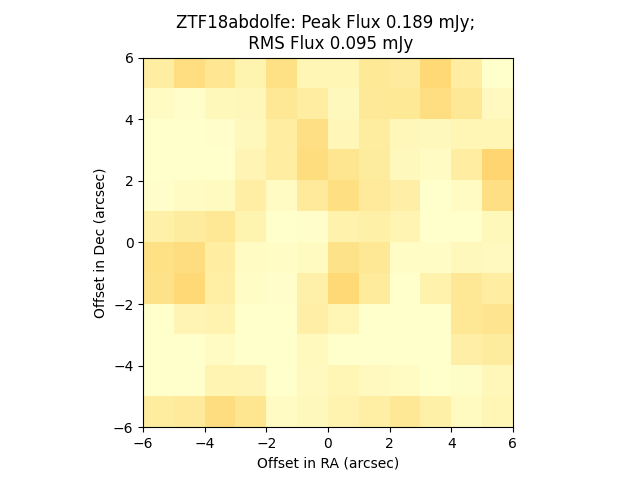 ZTF18abdolfe: Peak Flux 0.189 mJy;
RMS Flux 0.095 mJy
6
4
2
0
−2
−4
−6
Offset in Dec (arcsec)
−6 −4 −2 0 2 4 6
Offset in RA (arcsec)